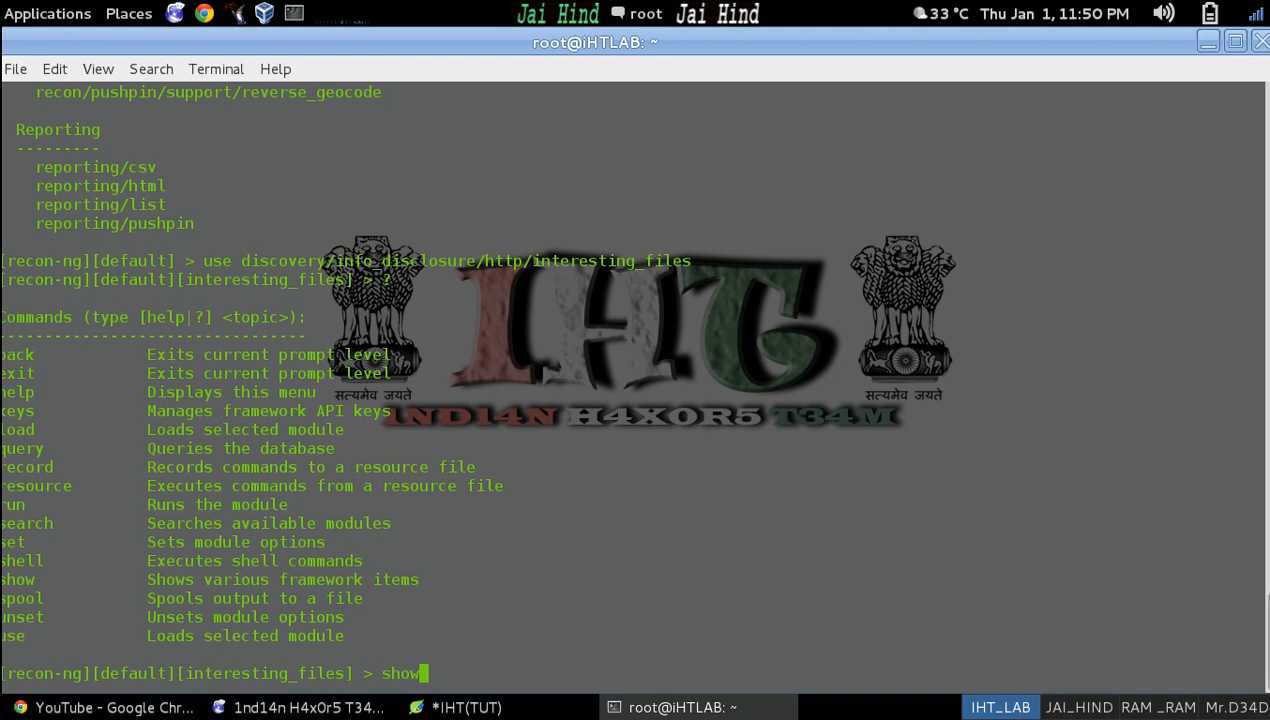 Applications Places Jai Hind root Jai Hind 33 °C Thu Jan 1, 11:50 PM
root@iHTLAB: ~
File Edit View Search Terminal Help
recon/pushpin/support/reverse_geocode
Reporting
---------
reporting/csv
reporting/html
reporting/list
reporting/pushpin
[recon-ng][default] > use discovery/info_disclosure/http/interesting_files
[recon-ng][default][interesting_files] > ?
Commands (type [help|?] <topic>):
---------------------------------
back Exits current prompt level
exit Exits current prompt level
help Displays this menu
keys Manages framework API keys
load Loads selected module
query Queries the database
record Records commands to a resource file
resource Executes commands from a resource file
run Runs the module
search Searches available modules
set Sets module options
shell Executes shell commands
show Shows various framework items
spool Spools output to a file
unset Unsets module options
use Loads selected module
[recon-ng][default][interesting_files] > show
IHT
सत्यमेव जयते सत्यमेव जयते
1ND14N H4X0R5 T34M
YouTube - Google Chr... 1nd14n H4x0r5 T34... *IHT(TUT) root@iHTLAB: ~ IHT_LAB JAI_HIND RAM _RAM Mr.D34D